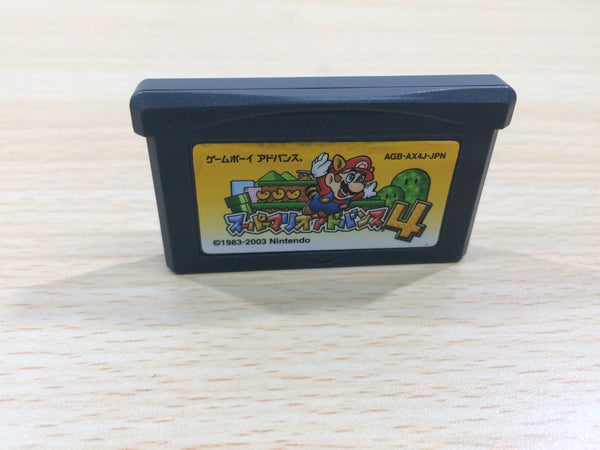 ゲームボーイ アドバンス® AGB-AX4J-JPN
スーパーマリオアドバンス4
©1983-2003 Nintendo